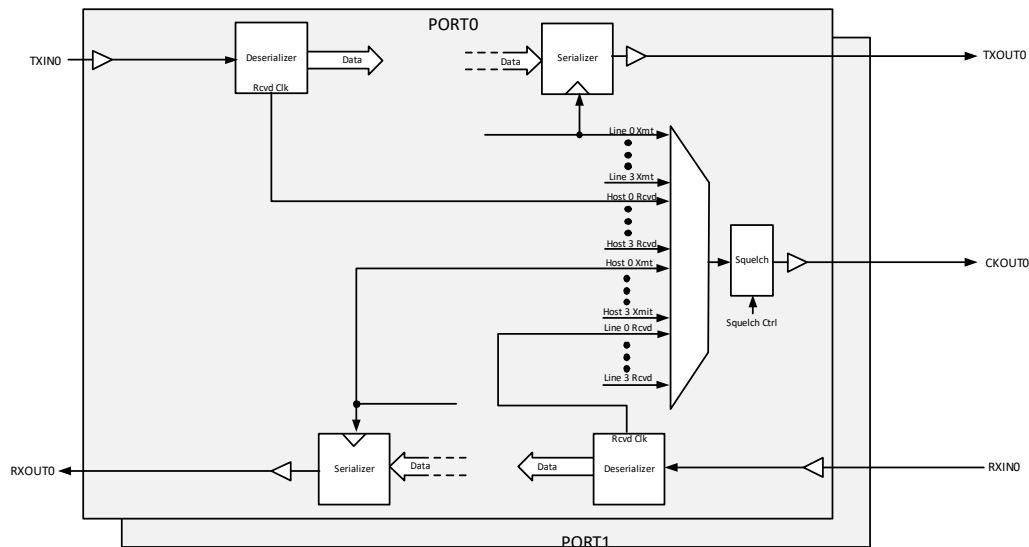 PORT0
TXIN0
Deserializer
Rcvd Clk
Data
Data
Serializer
TXOUT0
Line 0 Xmt
Line 3 Xmt
Host 0 Rcvd
Host 3 Rcvd
Host 0 Xmt
Host 3 Xmit
Line 0 Rcvd
Line 3 Rcvd
Squelch
CKOUT0
Squelch Ctrl
RXOUT0
Serializer
Data
Data
Rcvd Clk
Deserializer
RXIN0
PORT1